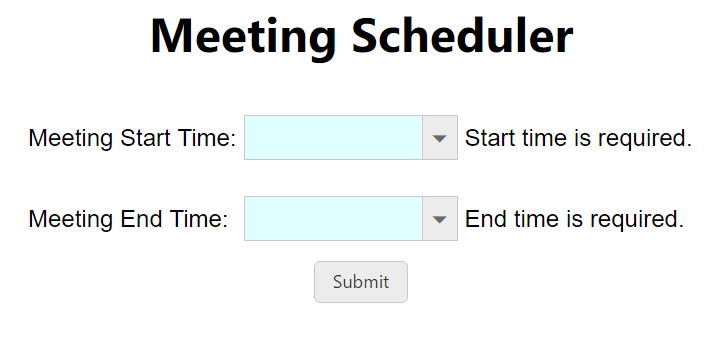 Meeting Scheduler
Meeting Start Time: Start time is required.
Meeting End Time: End time is required.
Submit